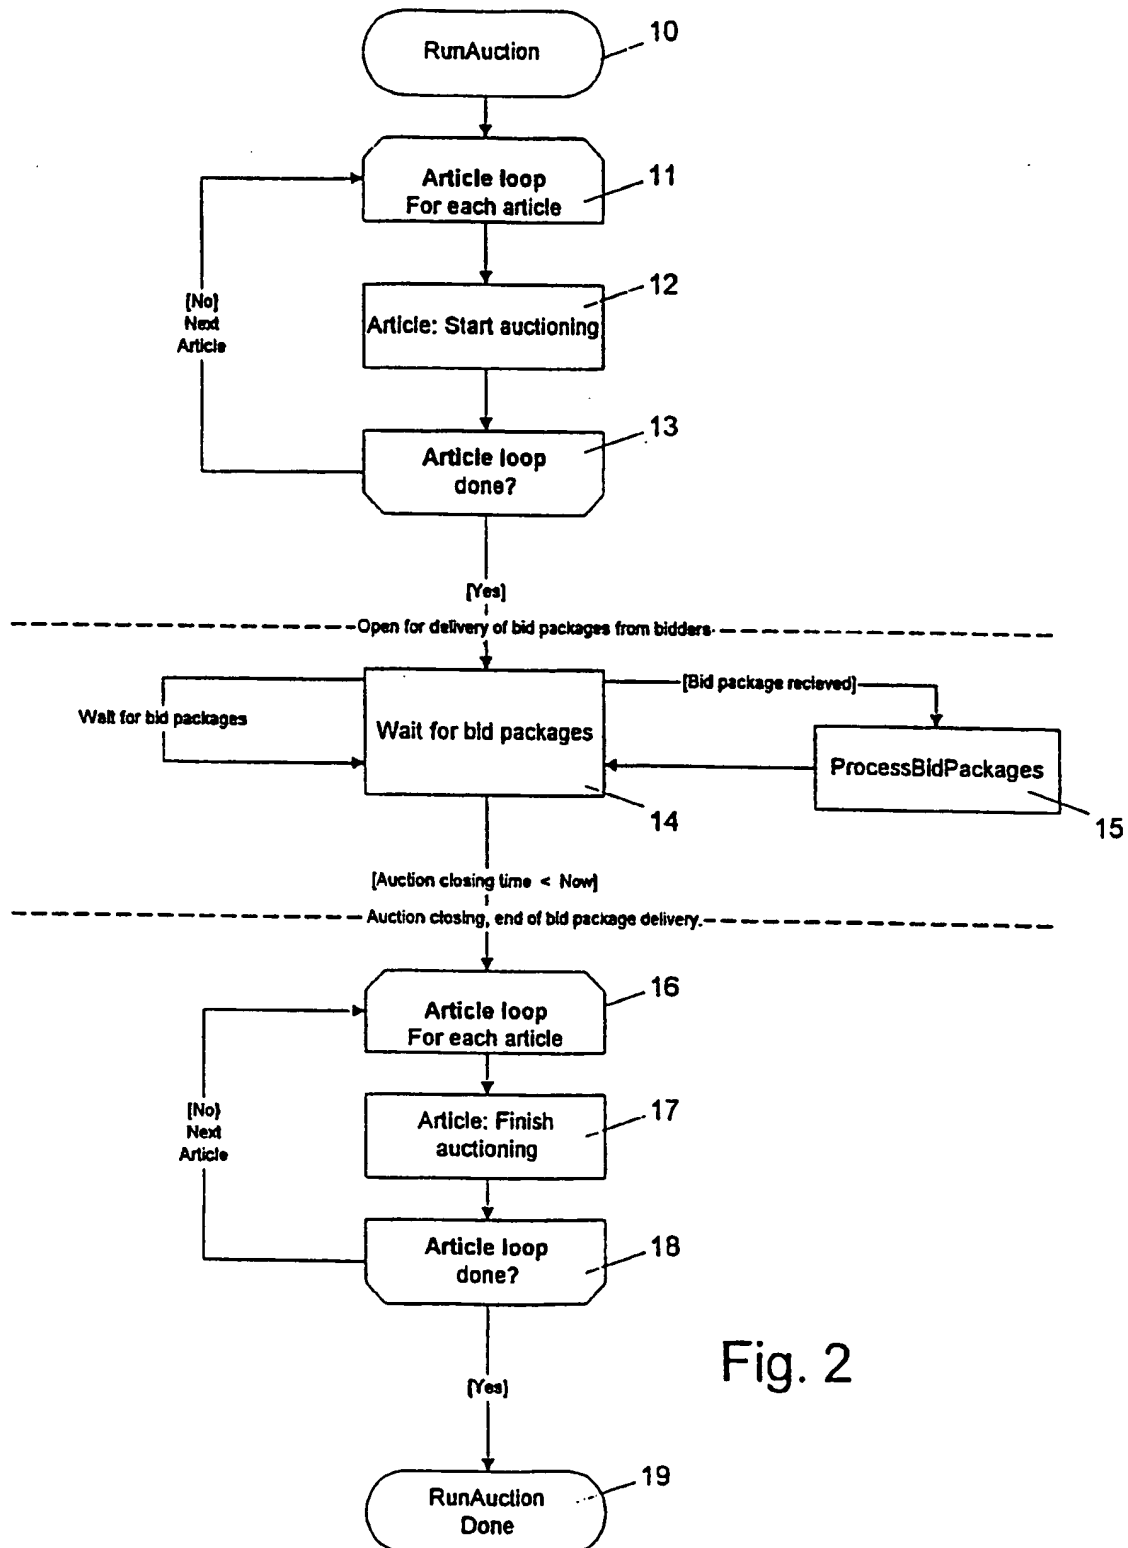 RunAuction
10
Article loop
For each article
11
[No]
Next
Article
12
Article: Start auctioning
13
Article loop
done?
[Yes]
Open for delivery of bid packages from bidders
Wait for bid packages
Wait for bid packages
14
[Bid package recieved]
ProcessBidPackages
15
[Auction closing time < Now]
Auction closing, end of bid package delivery.
16
Article loop
For each article
[No]
Next
Article
17
Article: Finish
auctioning
18
Article loop
done?
[Yes]
Fig. 2
19
RunAuction
Done